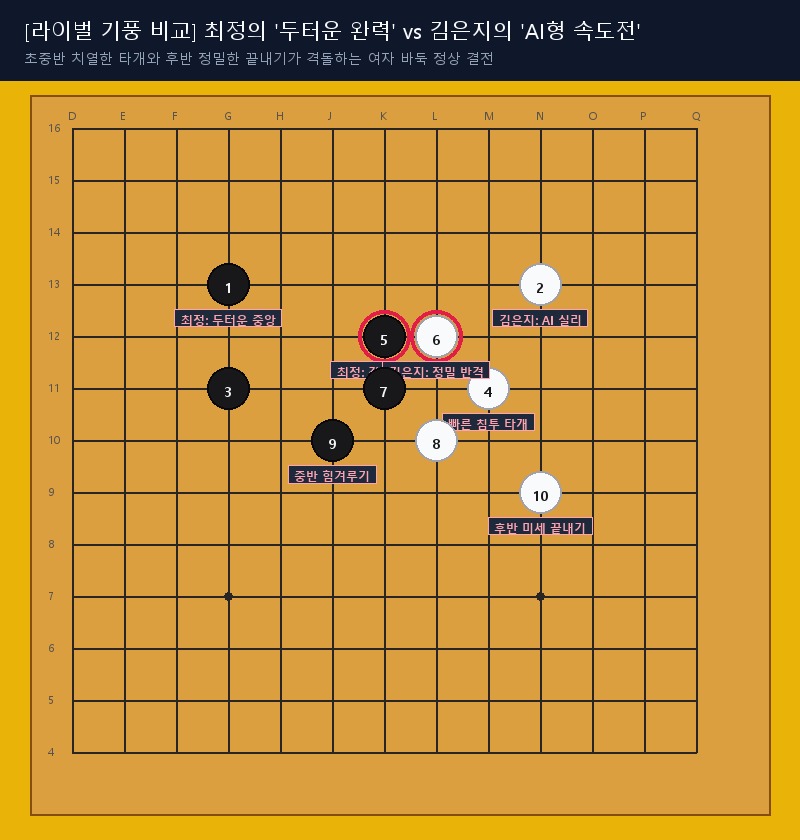 [라이벌 기풍 비교] 최정의 '두터운 완력' vs 김은지의 'AI형 속도전'
초중반 치열한 타개와 후반 정밀한 끝내기가 격돌하는 여자 바둑 정상 결전
D E F G H J K L M N O P Q
16
15
14
13 1 2
최정: 두터운 중앙 김은지: AI 실리
12 5 6
최정: 김은지: 정밀 반격
11 3 7 4
빠른 침투 타개
10 9 8
중반 힘겨루기
9 10
후반 미세 끝내기
8
7
6
5
4